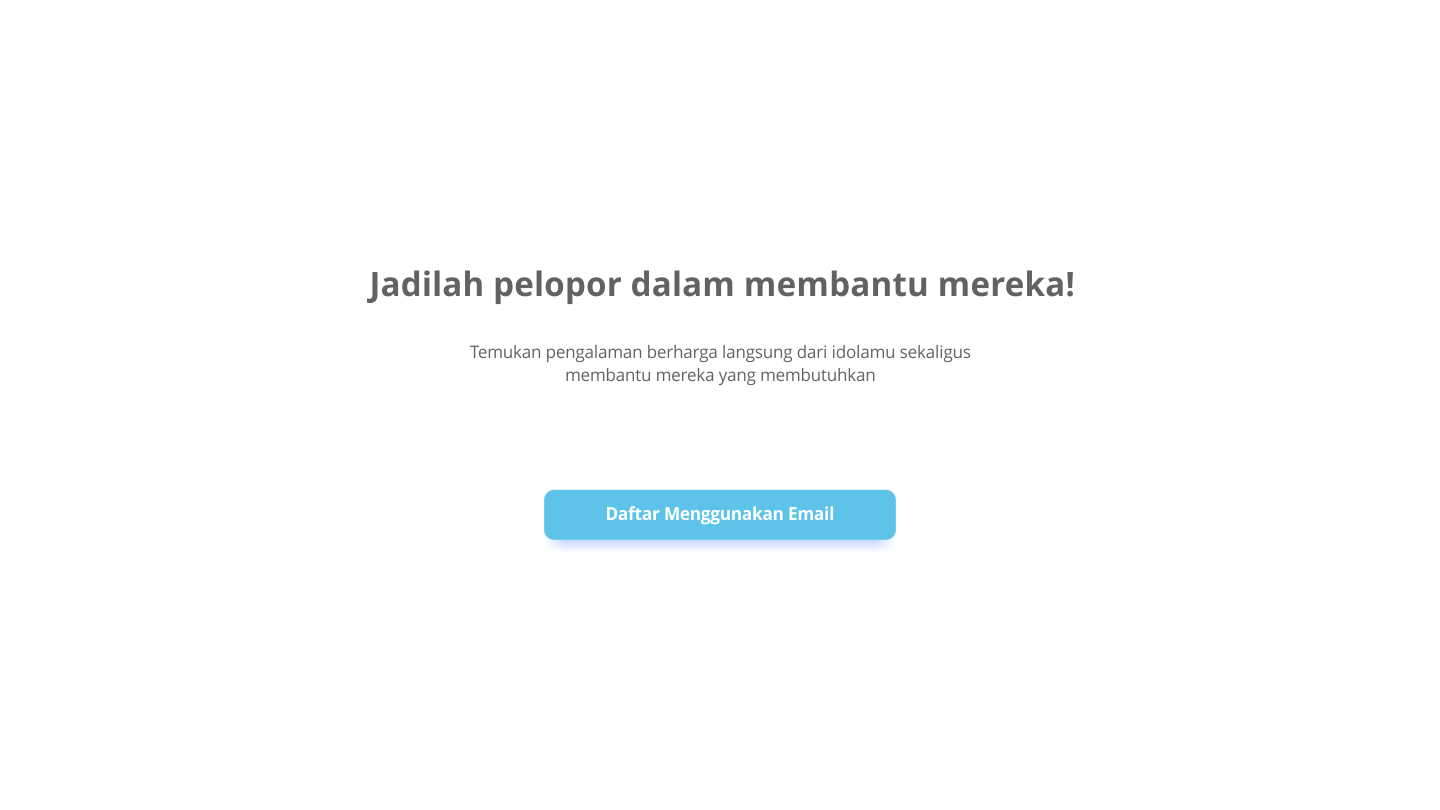 Jadilah pelopor dalam membantu mereka!
Temukan pengalaman berharga langsung dari idolamu sekaligus
membantu mereka yang membutuhkan
Daftar Menggunakan Email